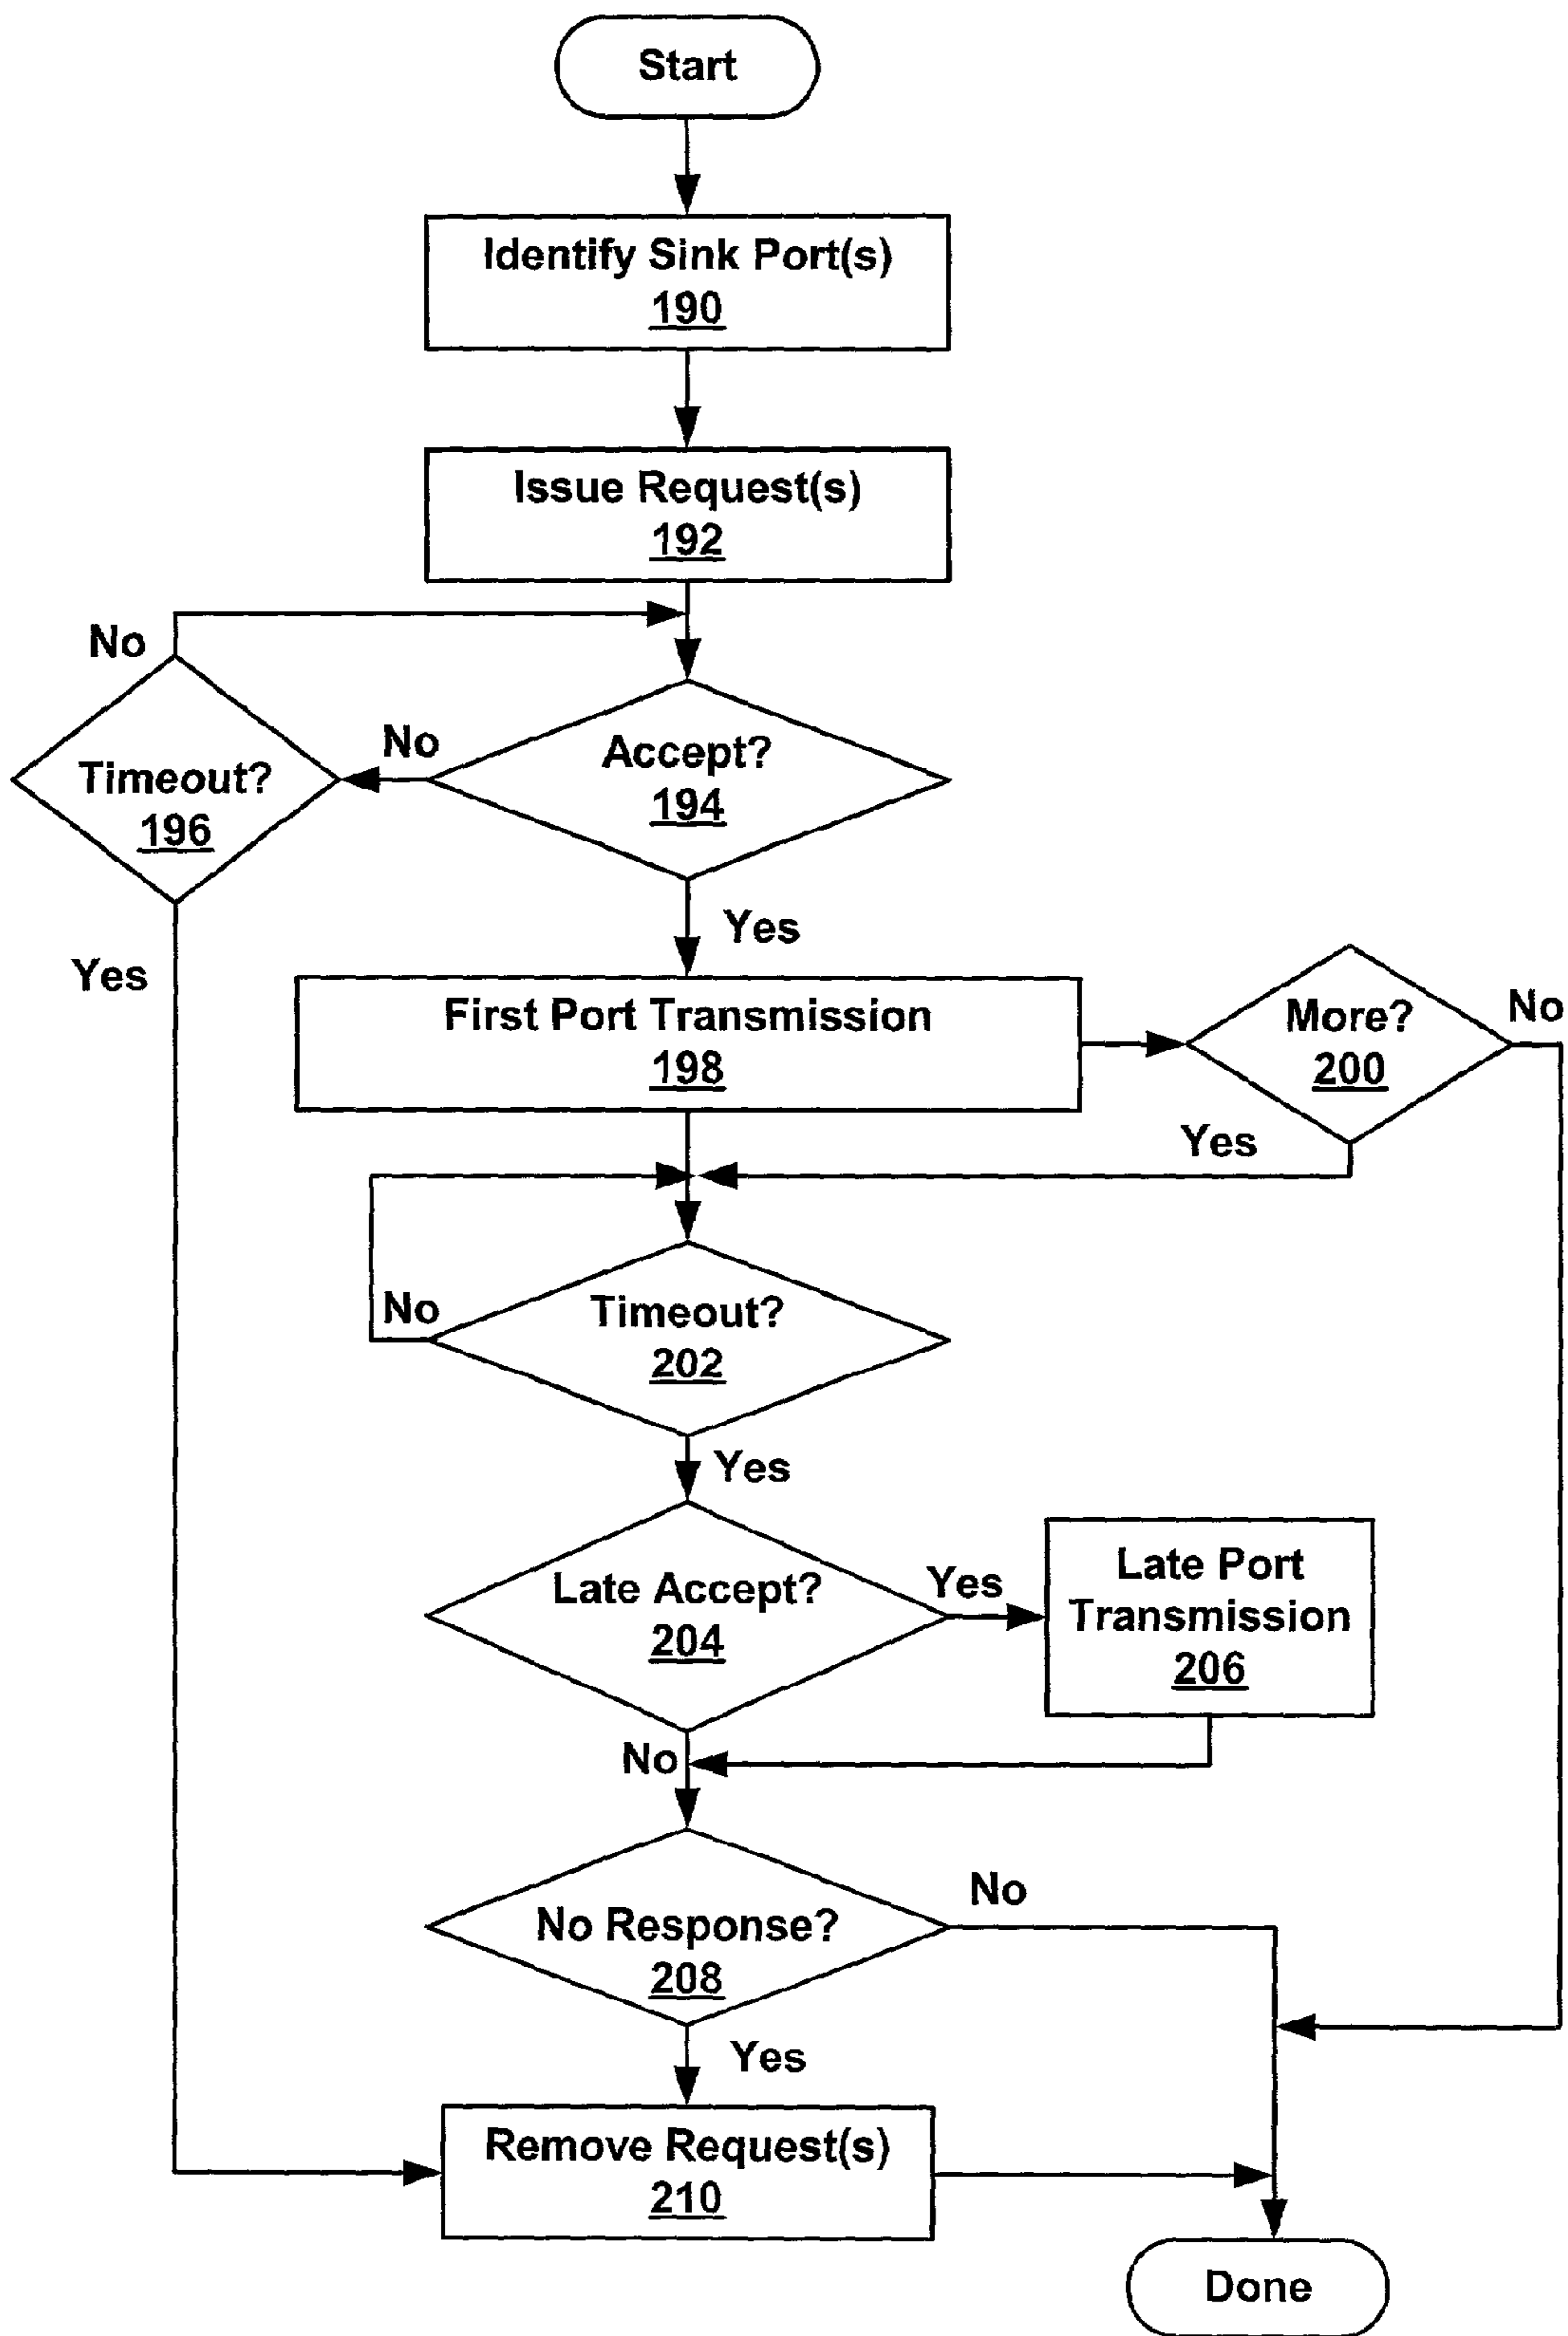 Start
Identify Sink Port(s)
190
Issue Request(s)
192
No
Timeout?
196
No
Accept?
194
Yes
Yes
First Port Transmission
198
More?
200
No
Yes
No
Timeout?
202
Yes
Late Accept?
204
Yes
Late Port
Transmission
206
No
No Response?
208
No
Yes
Remove Request(s)
210
Done